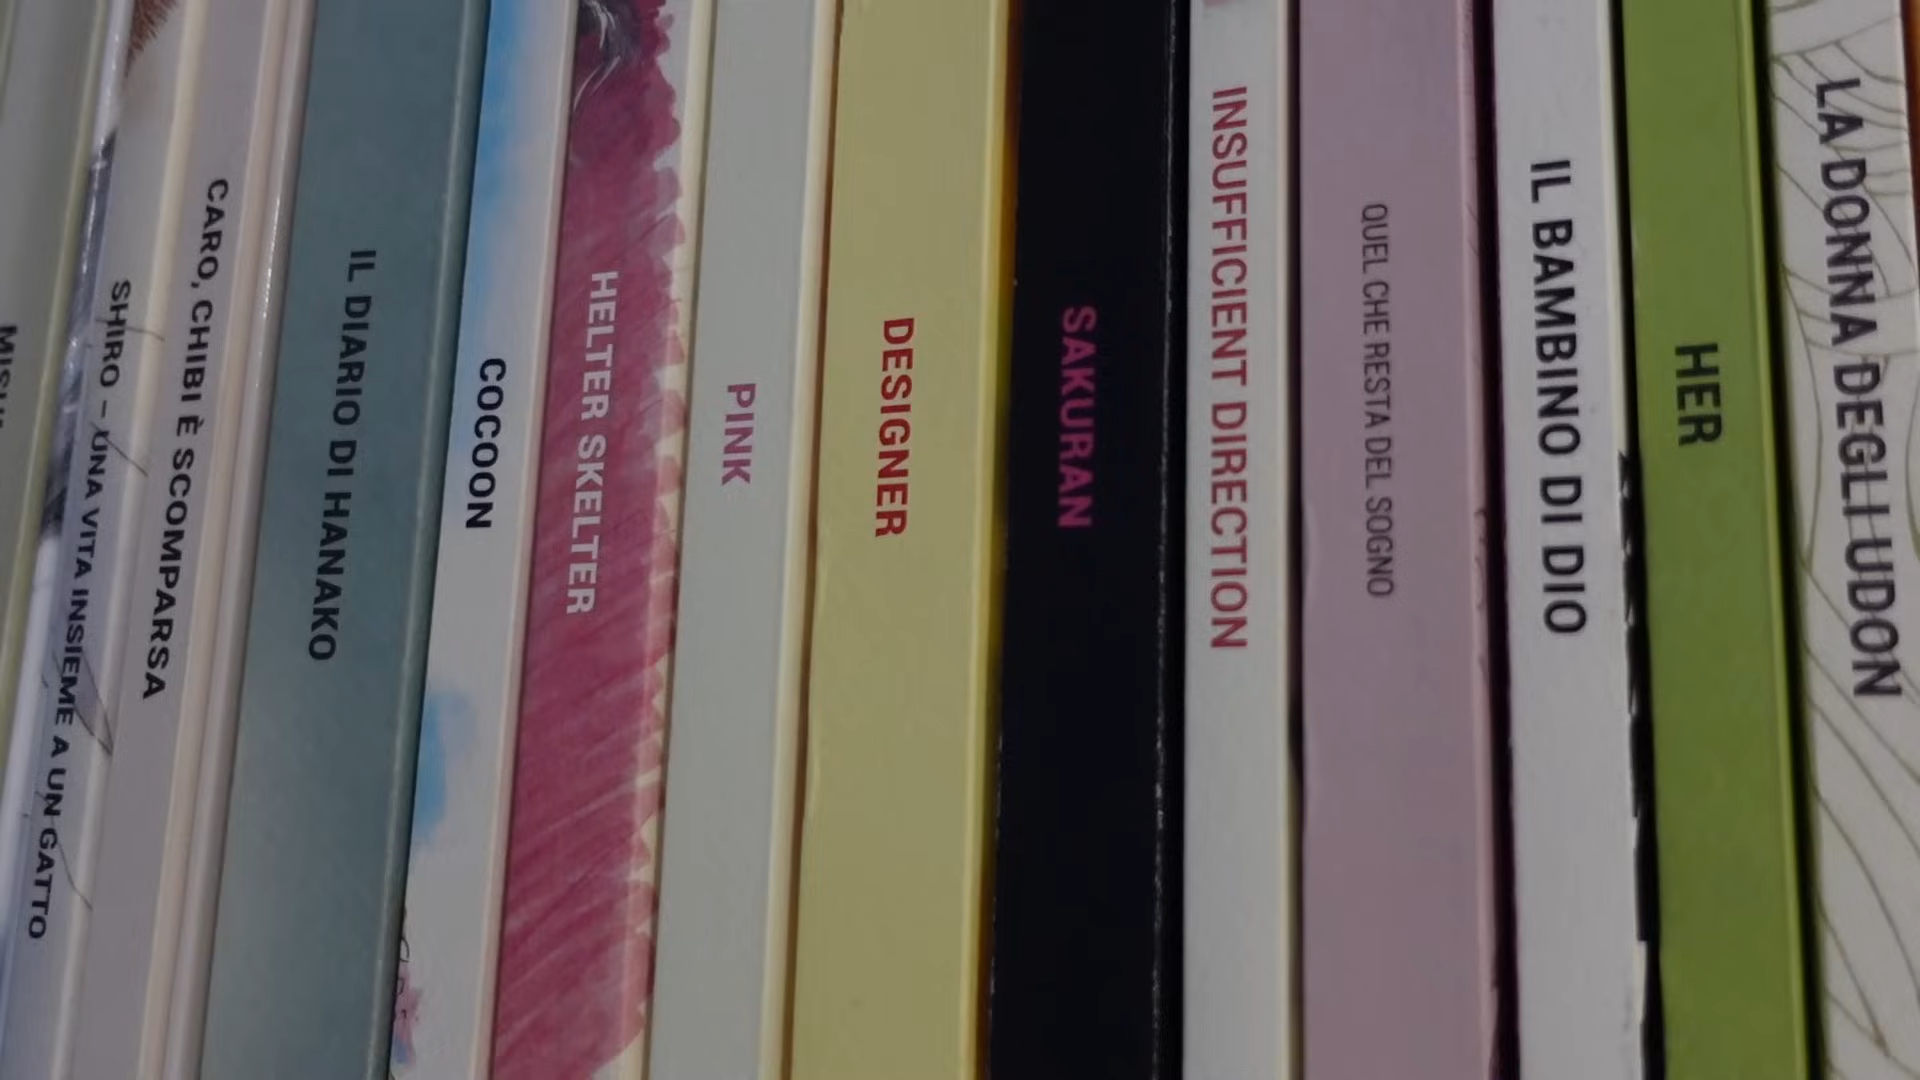 SHIRO – UNA VITA INSIEME A UN GATTO
CARO, CHIBI È SCOMPARSA
IL DIARIO DI HANAKO
COCOON
HELTER SKELTER
PINK
DESIGNER
SAKURAN
INSUFFICIENT DIRECTION
QUEL CHE RESTA DEL SOGNO
IL BAMBINO DI DIO
HER
LA DONNA DEGLI UDON